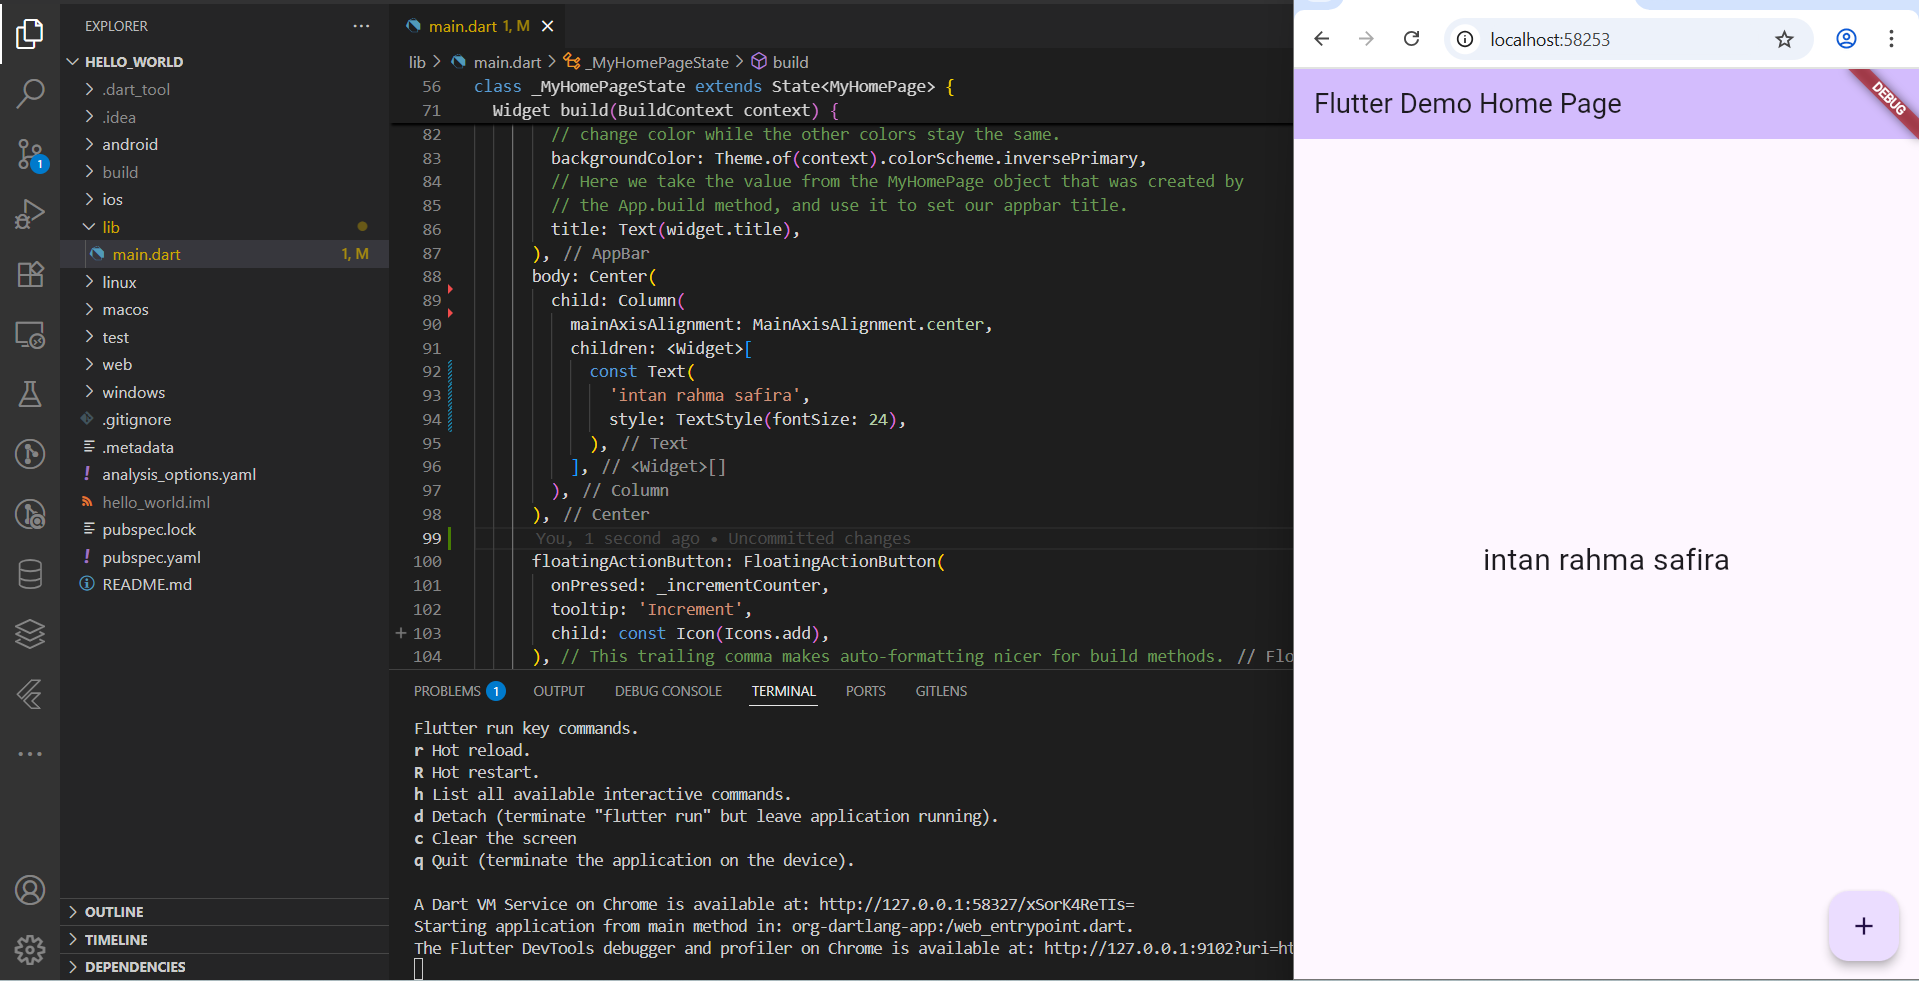 EXPLORER
HELLO_WORLD
.dart_tool
.idea
android
build
ios
lib
main.dart 1, M
linux
macos
test
web
windows
.gitignore
.metadata
analysis_options.yaml
hello_world.iml
pubspec.lock
pubspec.yaml
README.md
OUTLINE
TIMELINE
DEPENDENCIES
1
main.dart 1, M
lib > main.dart > _MyHomePageState > build
56 class _MyHomePageState extends State<MyHomePage> {
71 Widget build(BuildContext context) {
82 // change color while the other colors stay the same.
83 backgroundColor: Theme.of(context).colorScheme.inversePrimary,
84 // Here we take the value from the MyHomePage object that was created by
85 // the App.build method, and use it to set our appbar title.
86 title: Text(widget.title),
87 ), // AppBar
88 body: Center(
89 child: Column(
90 mainAxisAlignment: MainAxisAlignment.center,
91 children: <Widget>[
92 const Text(
93 'intan rahma safira',
94 style: TextStyle(fontSize: 24),
95 ), // Text
96 ], // <Widget>[]
97 ), // Column
98 ), // Center
99 You, 1 second ago • Uncommitted changes
100 floatingActionButton: FloatingActionButton(
101 onPressed: _incrementCounter,
102 tooltip: 'Increment',
103 child: const Icon(Icons.add),
104 ), // This trailing comma makes auto-formatting nicer for build methods. // Flo
PROBLEMS 1 OUTPUT DEBUG CONSOLE TERMINAL PORTS GITLENS
Flutter run key commands.
r Hot reload.
R Hot restart.
h List all available interactive commands.
d Detach (terminate "flutter run" but leave application running).
c Clear the screen
q Quit (terminate the application on the device).
A Dart VM Service on Chrome is available at: http://127.0.0.1:58327/xSorK4ReTIs=
Starting application from main method in: org-dartlang-app:/web_entrypoint.dart.
The Flutter DevTools debugger and profiler on Chrome is available at: http://127.0.0.1:9102?uri=ht
localhost:58253
Flutter Demo Home Page
DEBUG
intan rahma safira